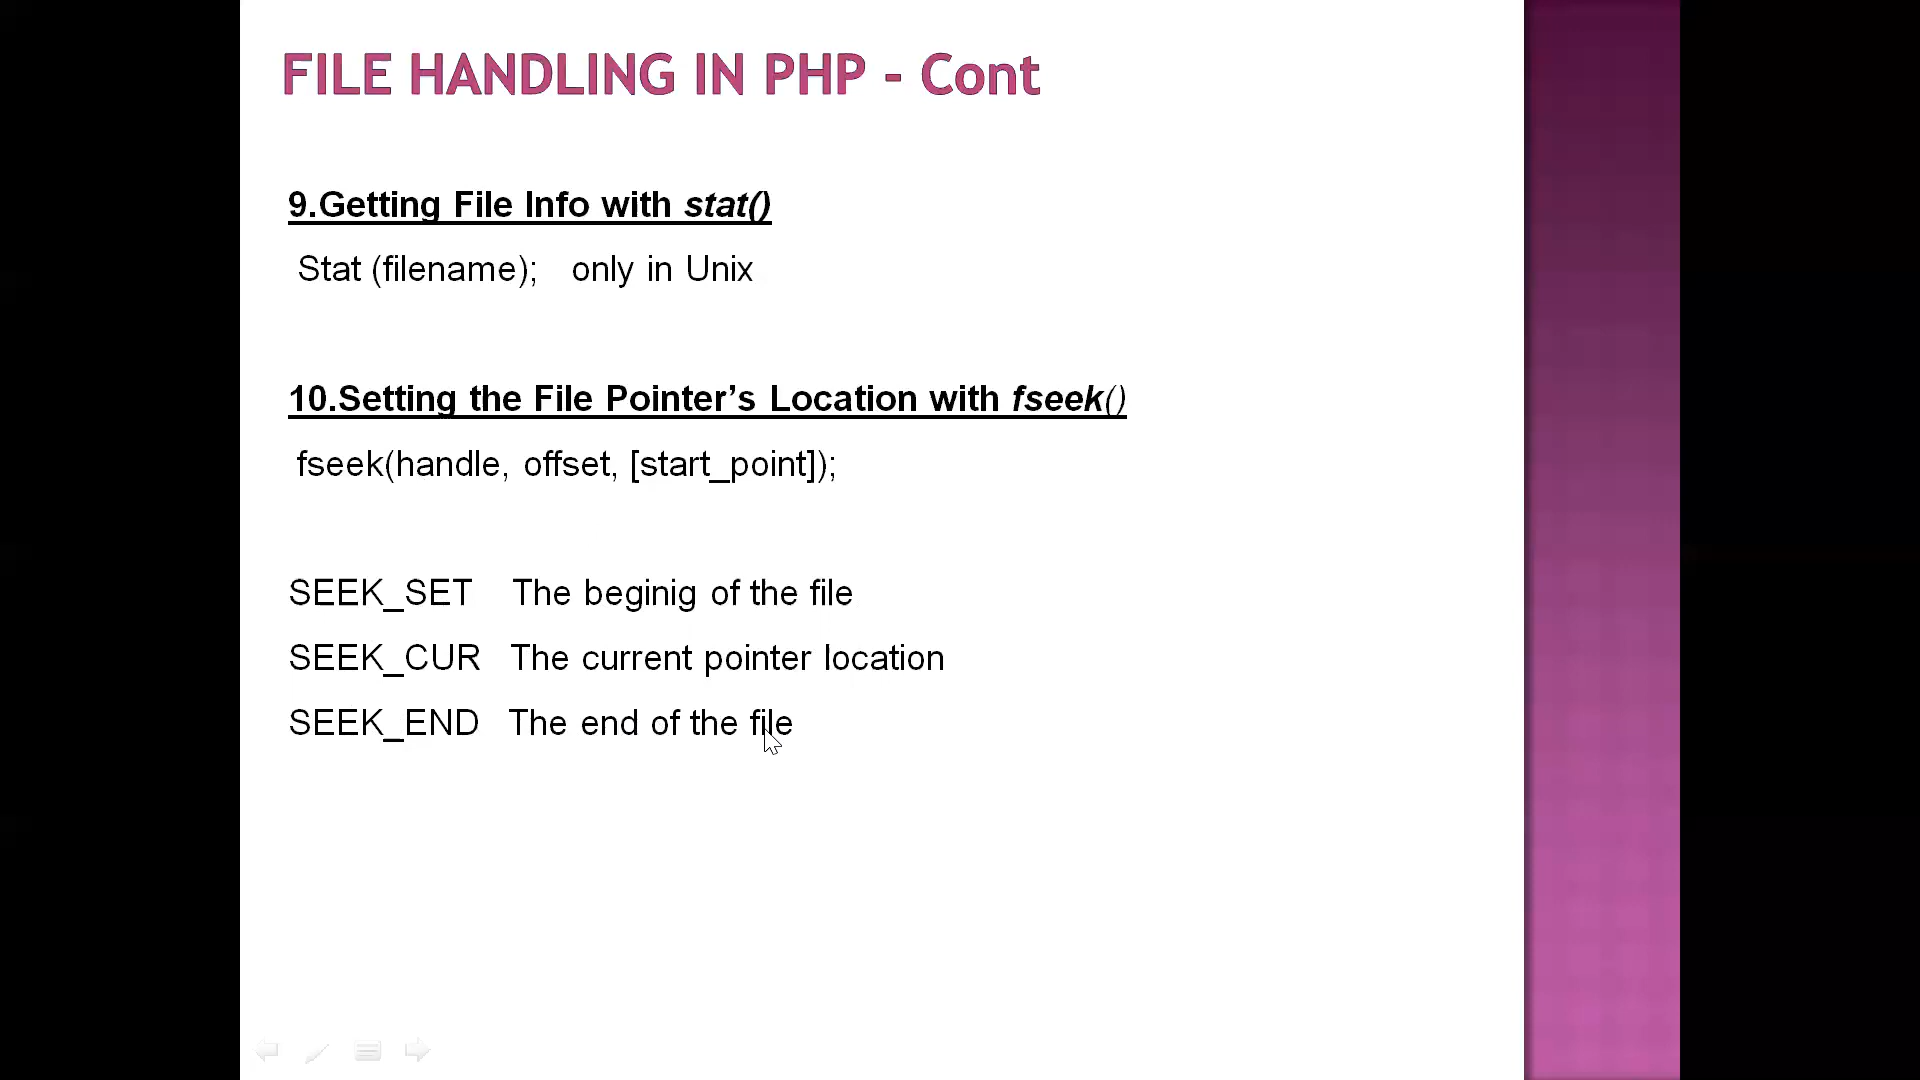 FILE HANDLING IN PHP - Cont
9.Getting File Info with stat()
Stat (filename); only in Unix
10.Setting the File Pointer’s Location with fseek()
fseek(handle, offset, [start_point]);
SEEK_SET The beginig of the file
SEEK_CUR The current pointer location
SEEK_END The end of the file